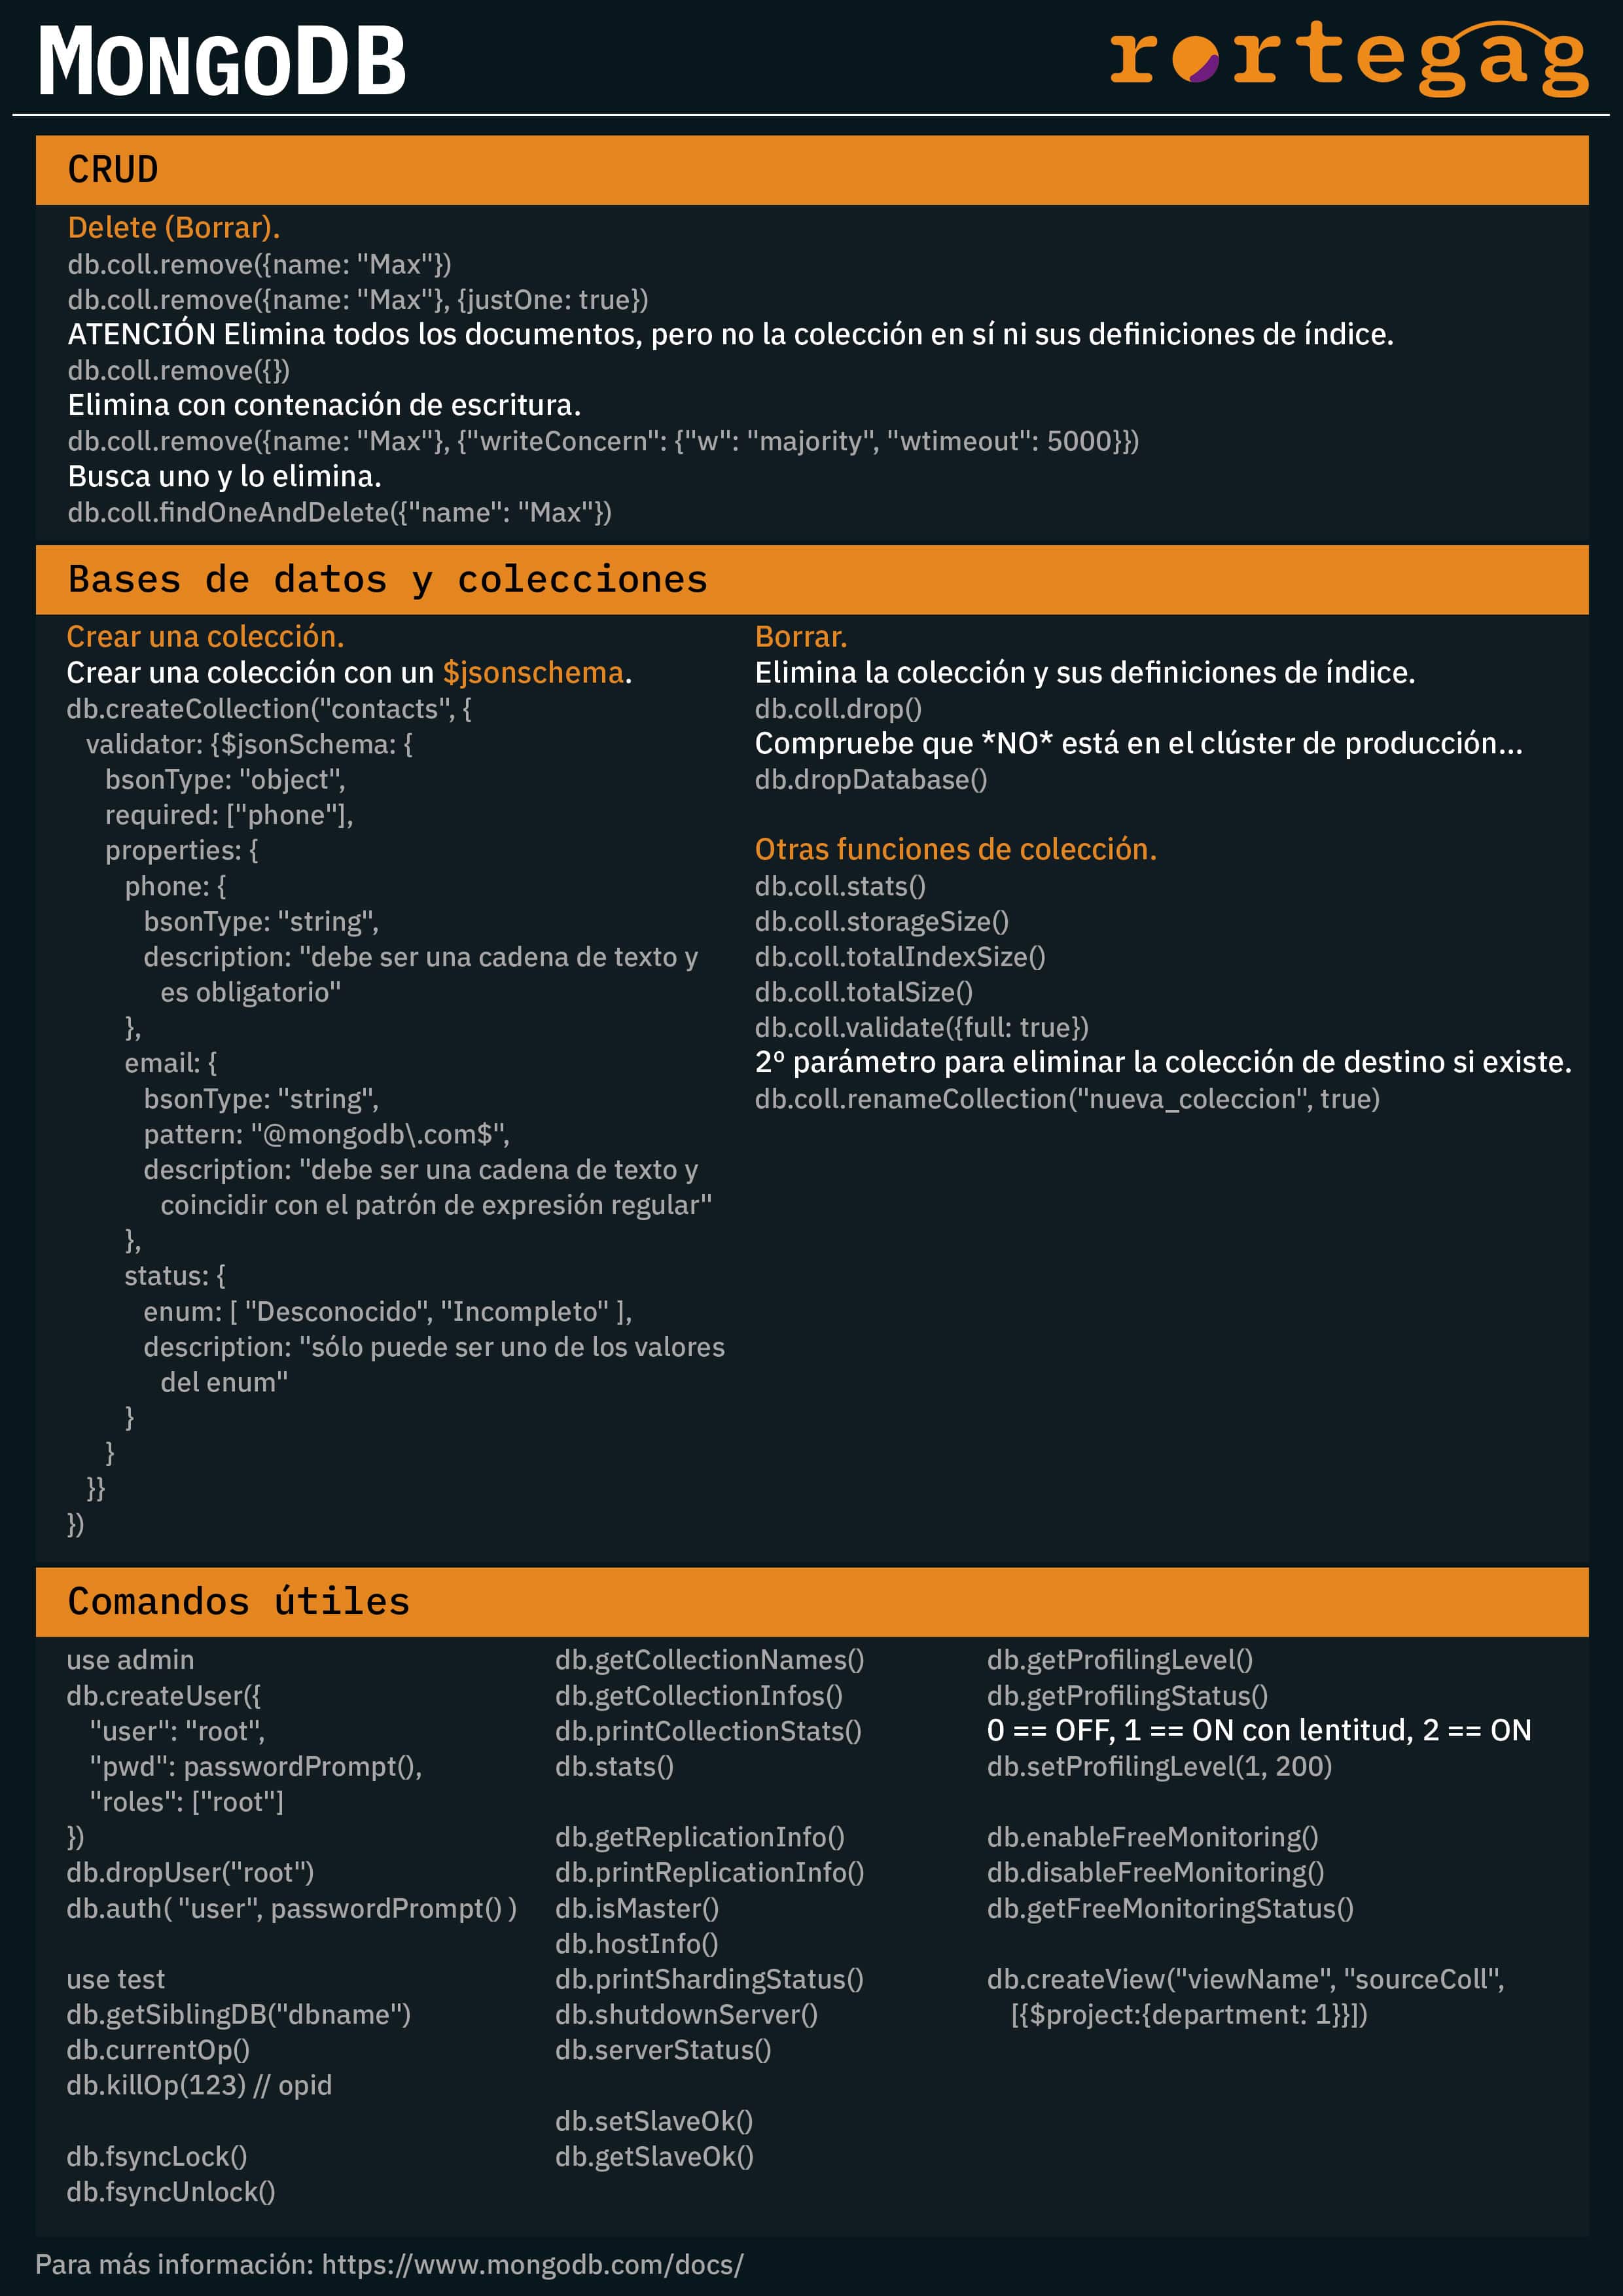 MONGODB
rortegag
CRUD
Delete (Borrar).
db.coll.remove({name: "Max"})
db.coll.remove({name: "Max"}, {justOne: true})
ATENCIÓN Elimina todos los documentos, pero no la colección en sí ni sus definiciones de índice.
db.coll.remove({})
Elimina con contenación de escritura.
db.coll.remove({name: "Max"}, {"writeConcern": {"w": "majority", "wtimeout": 5000}})
Busca uno y lo elimina.
db.coll.findOneAndDelete({"name": "Max"})
Bases de datos y colecciones
Crear una colección.
Crear una colección con un $jsonschema.
db.createCollection("contacts", {
validator: {$jsonSchema: {
bsonType: "object",
required: ["phone"],
properties: {
phone: {
bsonType: "string",
description: "debe ser una cadena de texto y
es obligatorio"
},
email: {
bsonType: "string",
pattern: "@mongodb\.com$",
description: "debe ser una cadena de texto y
coincidir con el patrón de expresión regular"
},
status: {
enum: [ "Desconocido", "Incompleto" ],
description: "sólo puede ser uno de los valores
del enum"
}
}
}}
})
Borrar.
Elimina la colección y sus definiciones de índice.
db.coll.drop()
Compruebe que *NO* está en el clúster de producción...
db.dropDatabase()
Otras funciones de colección.
db.coll.stats()
db.coll.storageSize()
db.coll.totalIndexSize()
db.coll.totalSize()
db.coll.validate({full: true})
2º parámetro para eliminar la colección de destino si existe.
db.coll.renameCollection("nueva_coleccion", true)
Comandos útiles
use admin
db.createUser({
"user": "root",
"pwd": passwordPrompt(),
"roles": ["root"]
})
db.dropUser("root")
db.auth( "user", passwordPrompt() )
use test
db.getSiblingDB("dbname")
db.currentOp()
db.killOp(123) // opid
db.fsyncLock()
db.fsyncUnlock()
db.getCollectionNames()
db.getCollectionInfos()
db.printCollectionStats()
db.stats()
db.getReplicationInfo()
db.printReplicationInfo()
db.isMaster()
db.hostInfo()
db.printShardingStatus()
db.shutdownServer()
db.serverStatus()
db.setSlaveOk()
db.getSlaveOk()
db.getProfilingLevel()
db.getProfilingStatus()
0 == OFF, 1 == ON con lentitud, 2 == ON
db.setProfilingLevel(1, 200)
db.enableFreeMonitoring()
db.disableFreeMonitoring()
db.getFreeMonitoringStatus()
db.createView("viewName", "sourceColl",
[{$project:{department: 1}}])
Para más información: https://www.mongodb.com/docs/